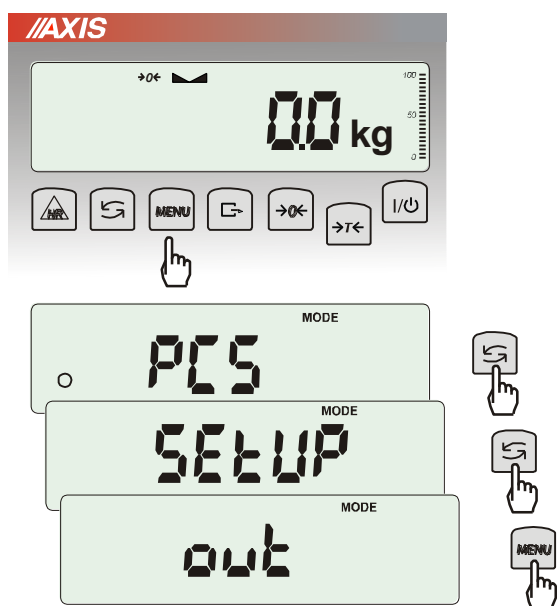 //AXIS
→0←
100
50
0
0.0 kg
HR MENU →0← →T← I/⏻
MODE
PCS
MODE
SEtUP
MODE
out
MENU